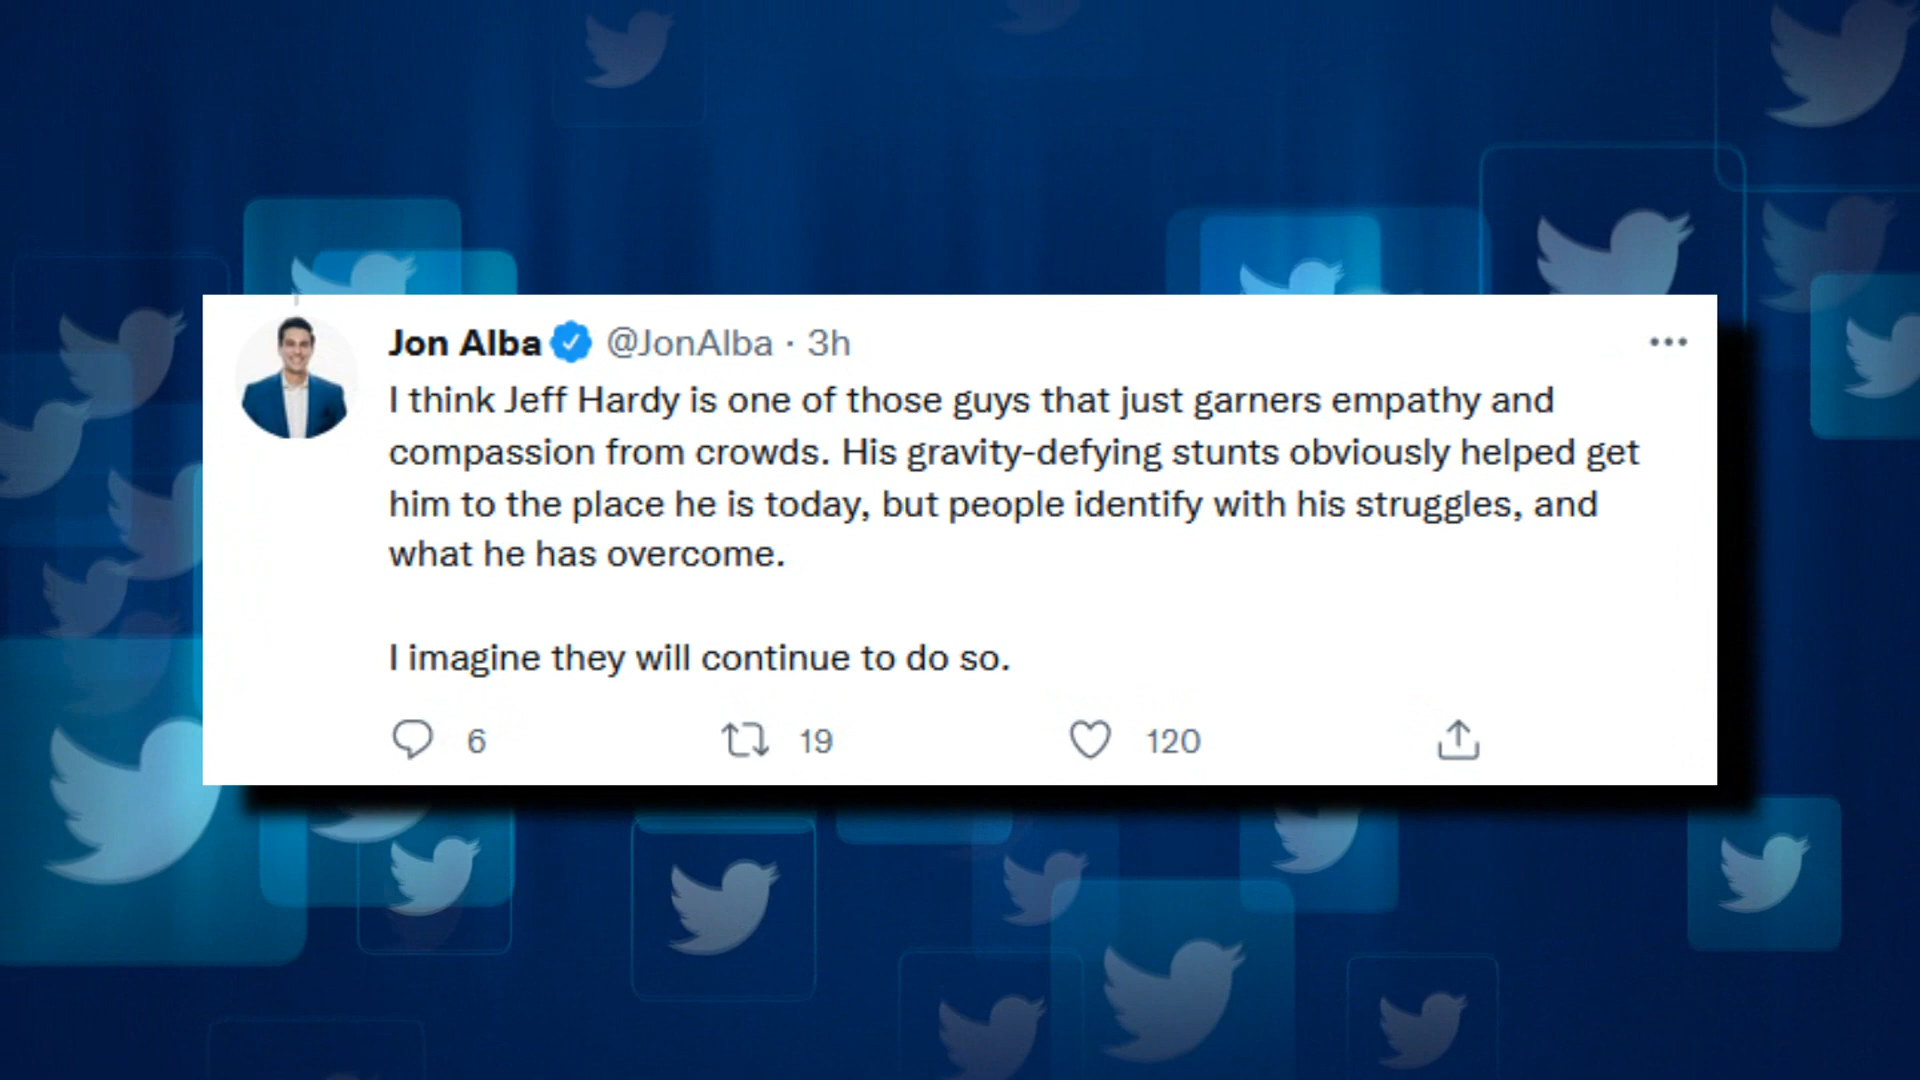 Jon Alba @JonAlba · 3h
I think Jeff Hardy is one of those guys that just garners empathy and
compassion from crowds. His gravity-defying stunts obviously helped get
him to the place he is today, but people identify with his struggles, and
what he has overcome.
I imagine they will continue to do so.
6 19 120